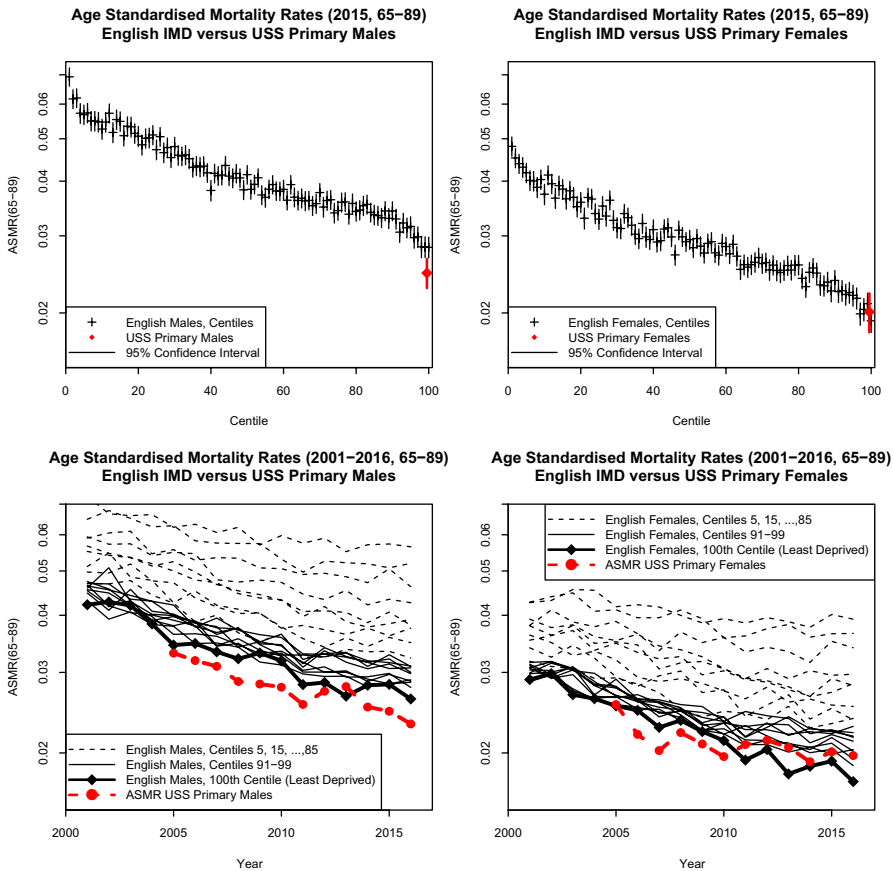 Age Standardised Mortality Rates (2015, 65−89)
English IMD versus USS Primary Males
ASMR(65−89)
0.06
0.05
0.04
0.03
0.02
English Males, Centiles
USS Primary Males
95% Confidence Interval
0 20 40 60 80 100
Centile
Age Standardised Mortality Rates (2015, 65−89)
English IMD versus USS Primary Females
ASMR(65−89)
0.06
0.05
0.04
0.03
0.02
English Females, Centiles
USS Primary Females
95% Confidence Interval
0 20 40 60 80 100
Centile
Age Standardised Mortality Rates (2001−2016, 65−89)
English IMD versus USS Primary Males
ASMR(65−89)
0.06
0.05
0.04
0.03
0.02
English Males, Centiles 5, 15, ...,85
English Males, Centiles 91−99
English Males, 100th Centile (Least Deprived)
ASMR USS Primary Males
2000 2005 2010 2015
Year
Age Standardised Mortality Rates (2001−2016, 65−89)
English IMD versus USS Primary Females
English Females, Centiles 5, 15, ...,85
English Females, Centiles 91−99
English Females, 100th Centile (Least Deprived)
ASMR USS Primary Females
ASMR(65−89)
0.06
0.05
0.04
0.03
0.02
2000 2005 2010 2015
Year